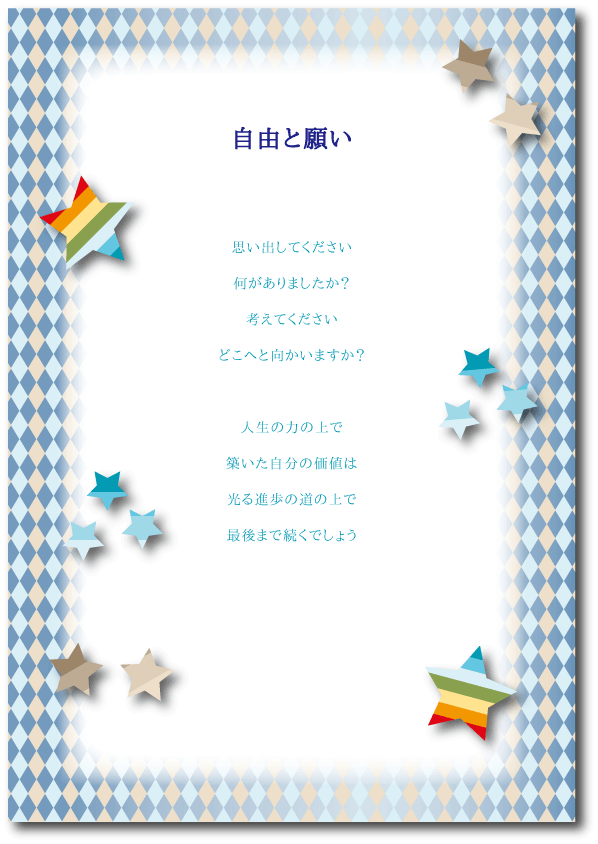 自由と願い
思い出してください
何がありましたか?
考えてください
どこへと向かいますか?
人生の力の上で
築いた自分の価値は
光る進歩の道の上で
最後まで続くでしょう